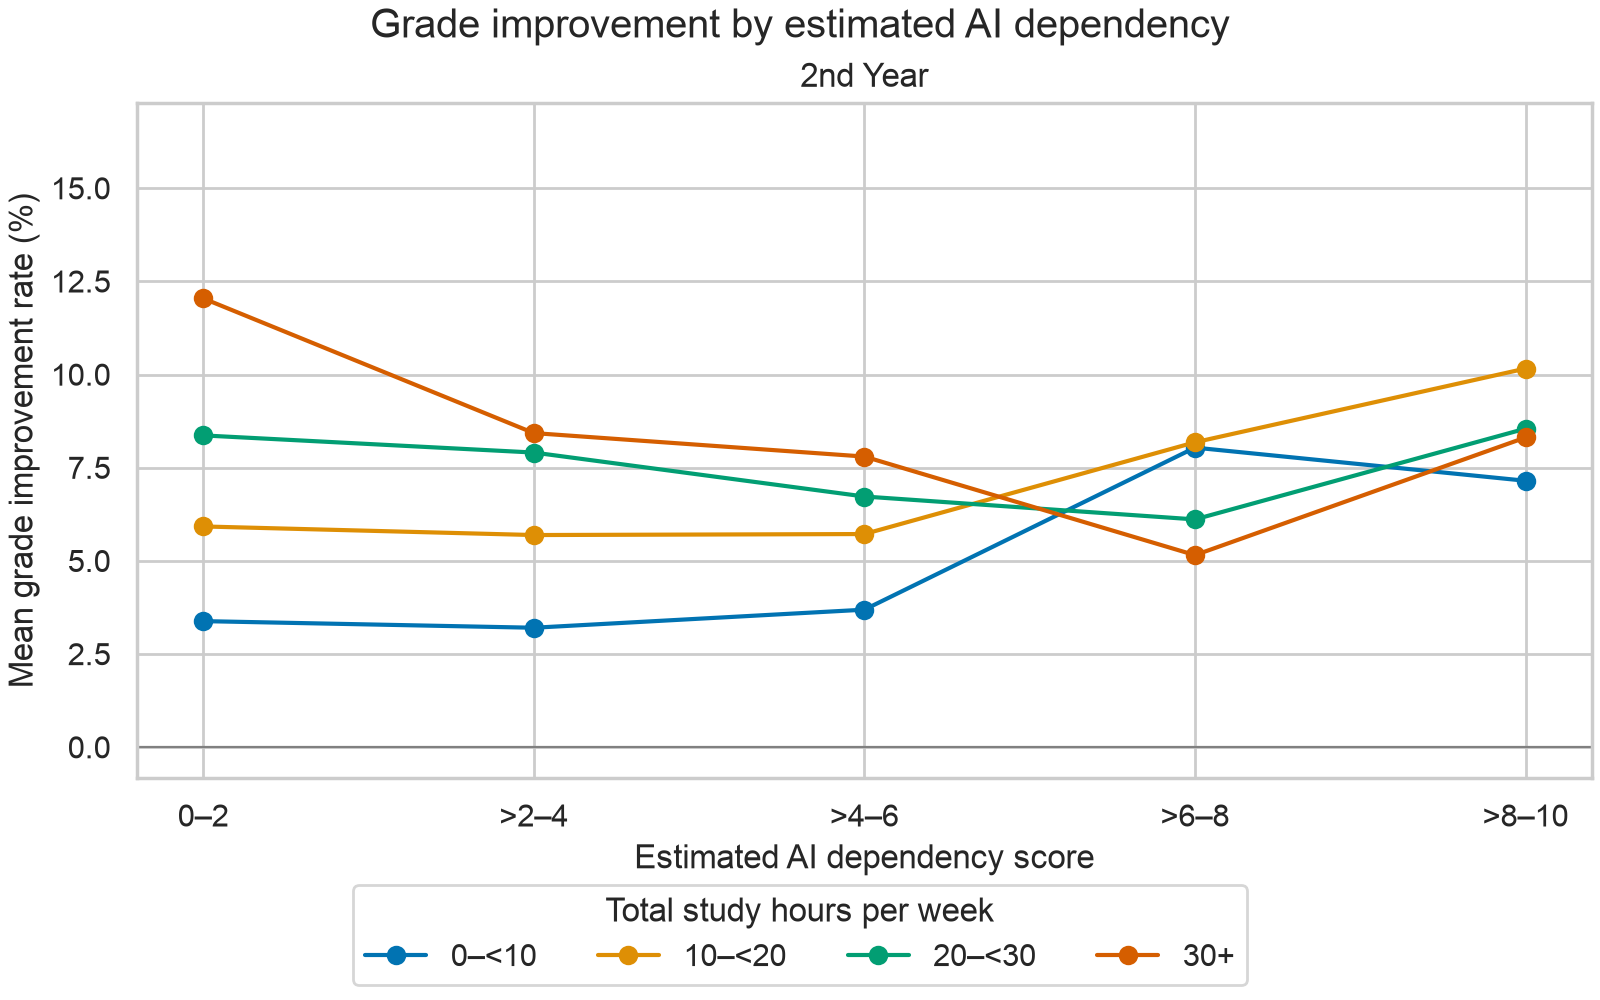 Grade improvement by estimated AI dependency
2nd Year
Mean grade improvement rate (%)
15.0
12.5
10.0
7.5
5.0
2.5
0.0
0–2 >2–4 >4–6 >6–8 >8–10
Estimated AI dependency score
Total study hours per week
0–<10 10–<20 20–<30 30+